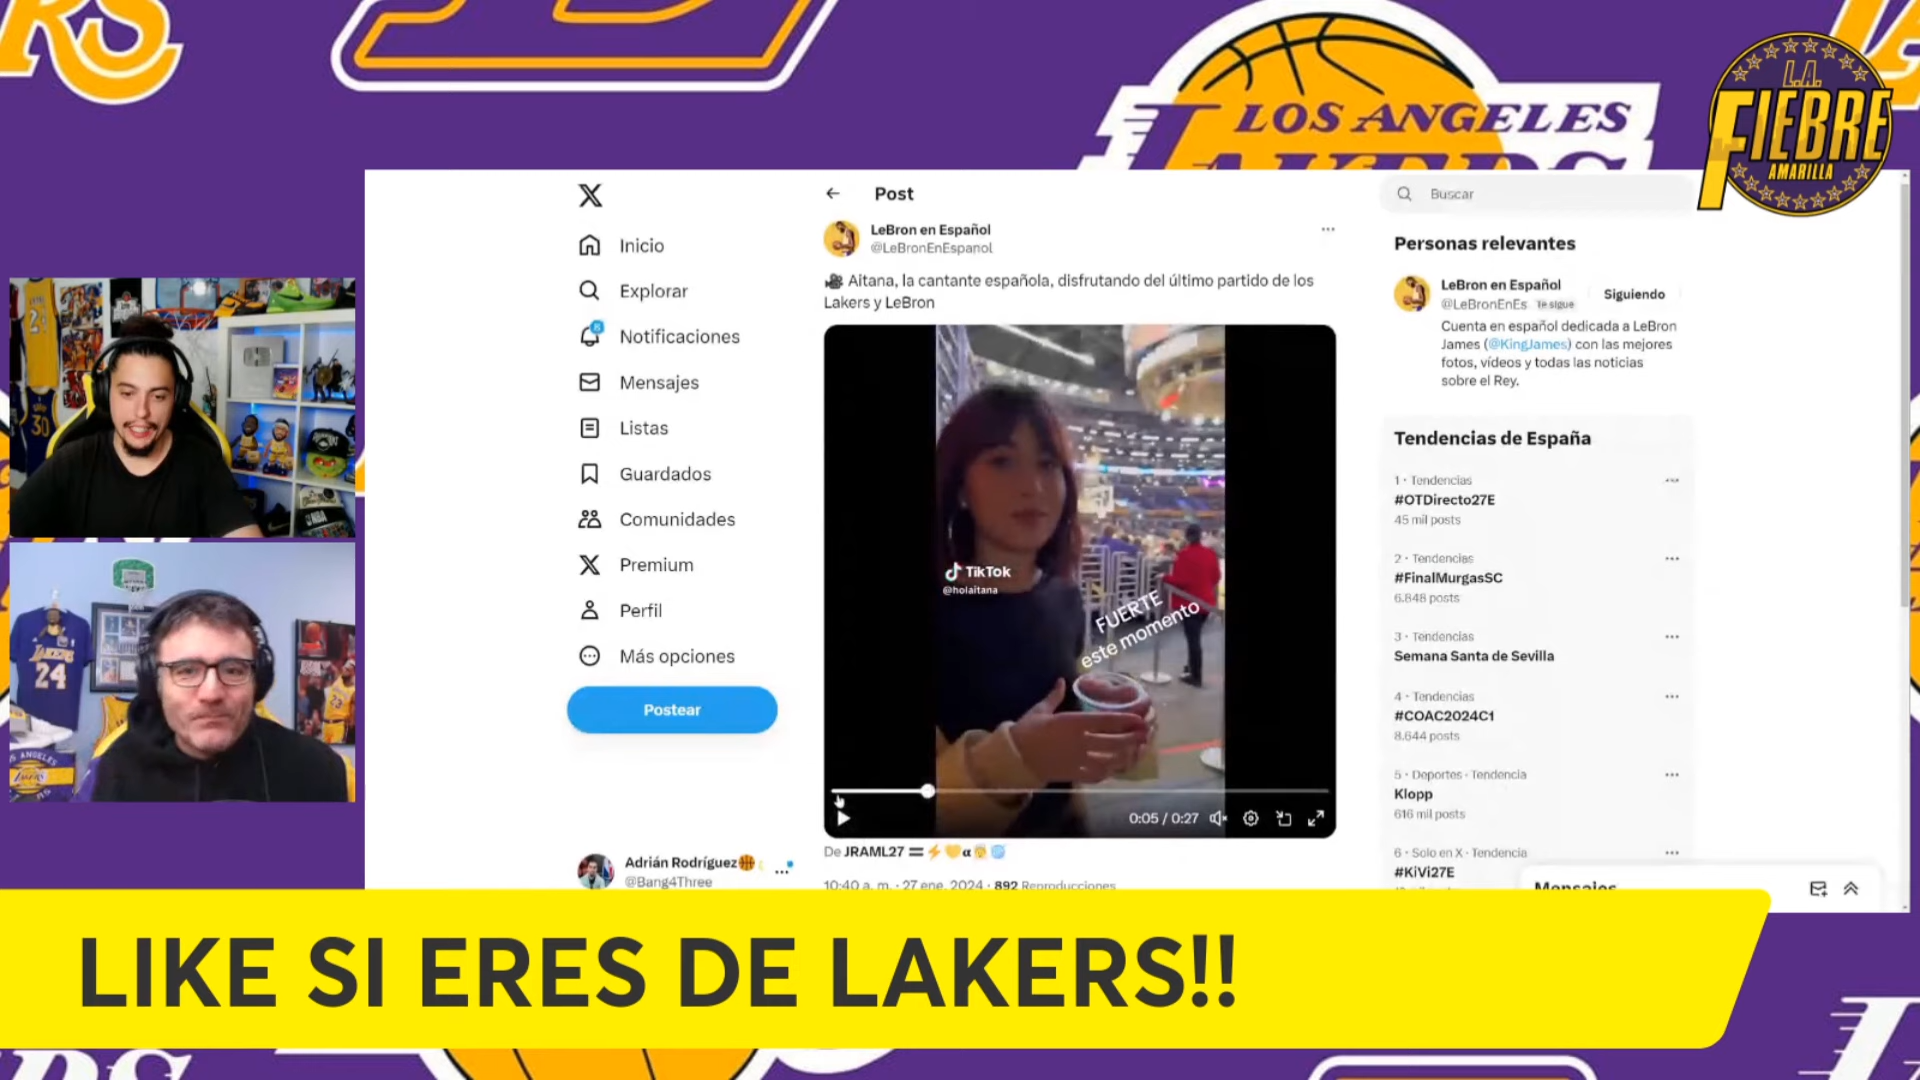 LOS ANGELES
LAKERS
L.A.
FIEBRE
AMARILLA
Post
Buscar
Inicio
Explorar
8
Notificaciones
Mensajes
Listas
Guardados
Comunidades
Premium
Perfil
Más opciones
Postear
Adrián Rodríguez
@Bang4Three
LeBron en Español
@LeBronEnEspanol
Aitana, la cantante española, disfrutando del último partido de los
Lakers y LeBron
TikTok
@holaitana
FUERTE
este momento
0:05 / 0:27
De JRAML27
10:40 a. m. · 27 ene. 2024 · 892 Reproducciones
Personas relevantes
LeBron en Español
@LeBronEnEs Te sigue
Siguiendo
Cuenta en español dedicada a LeBron
James (@KingJames) con las mejores
fotos, vídeos y todas las noticias
sobre el Rey.
Tendencias de España
1 · Tendencias
#OTDirecto27E
45 mil posts
2 · Tendencias
#FinalMurgasSC
6.848 posts
3 · Tendencias
Semana Santa de Sevilla
4 · Tendencias
#COAC2024C1
8.644 posts
5 · Deportes · Tendencia
Klopp
616 mil posts
6 · Solo en X · Tendencia
#KiVi27E
Mensajes
24
30
LAKERS
24
LIKE SI ERES DE LAKERS!!